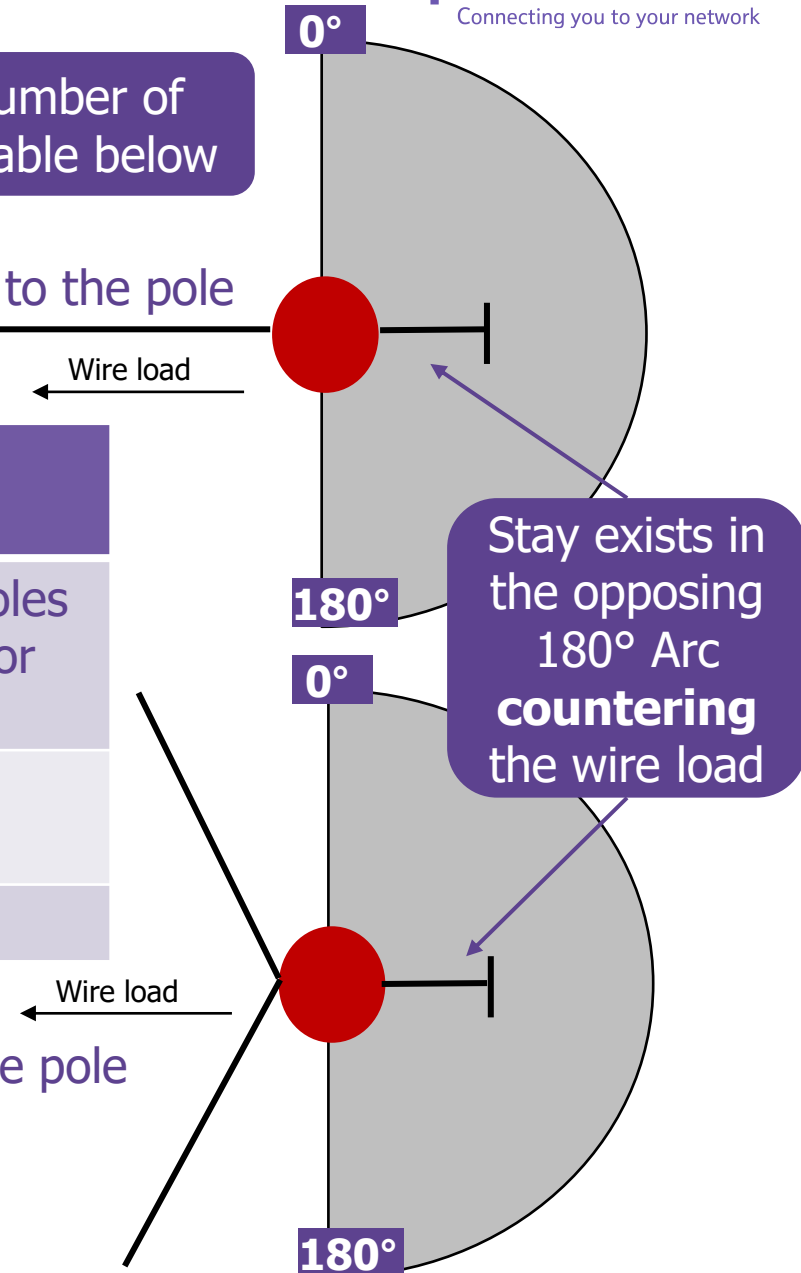 Connecting you to your network
0°
umber of
able below
to the pole
Wire load
Stay exists in
the opposing
180° Arc
countering
the wire load
180°
oles
or
0°
Wire load
e pole
180°